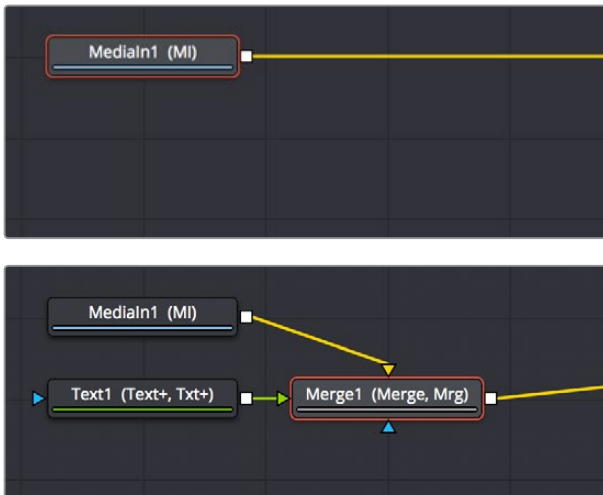 MediaIn1 (MI)
MediaIn1 (MI)
Text1 (Text+, Txt+)
Merge1 (Merge, Mrg)